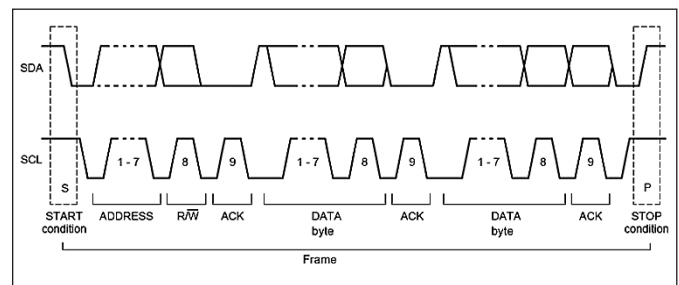 SDA
SCL
1 - 7 8 9 1 - 7 8 9 1 - 7 8 9
S P
START condition ADDRESS R/W̅ ACK DATA byte ACK DATA byte ACK STOP condition
Frame